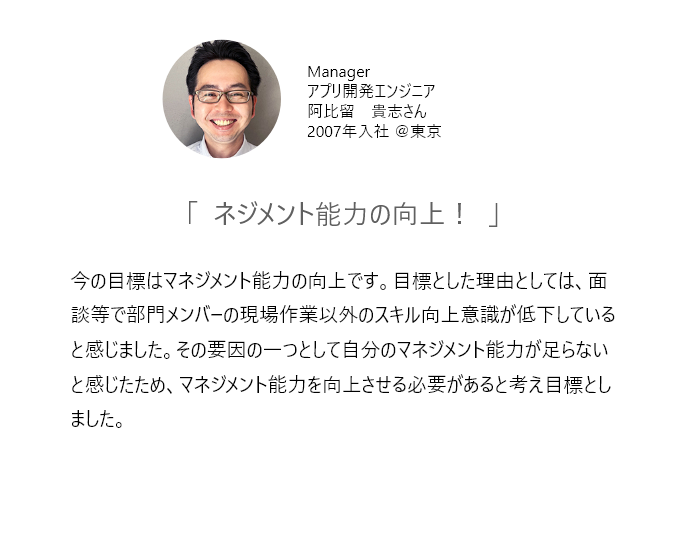 Manager
アプリ開発エンジニア
阿比留　貴志さん
2007年入社 @東京
「 ネジメント能力の向上！ 」
今の目標はマネジメント能力の向上です。目標とした理由としては、面
談等で部門メンバーの現場作業以外のスキル向上意識が低下している
と感じました。その要因の一つとして自分のマネジメント能力が足らない
と感じたため、マネジメント能力を向上させる必要があると考え目標とし
ました。